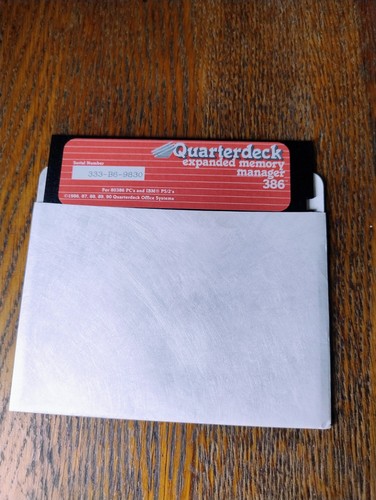 Quarterdeck
expanded memory
manager
386
Serial Number
333-B6-9830
For 80386 PC's and IBM® PS/2's
©1986, 87, 88, 89, 90 Quarterdeck Office Systems